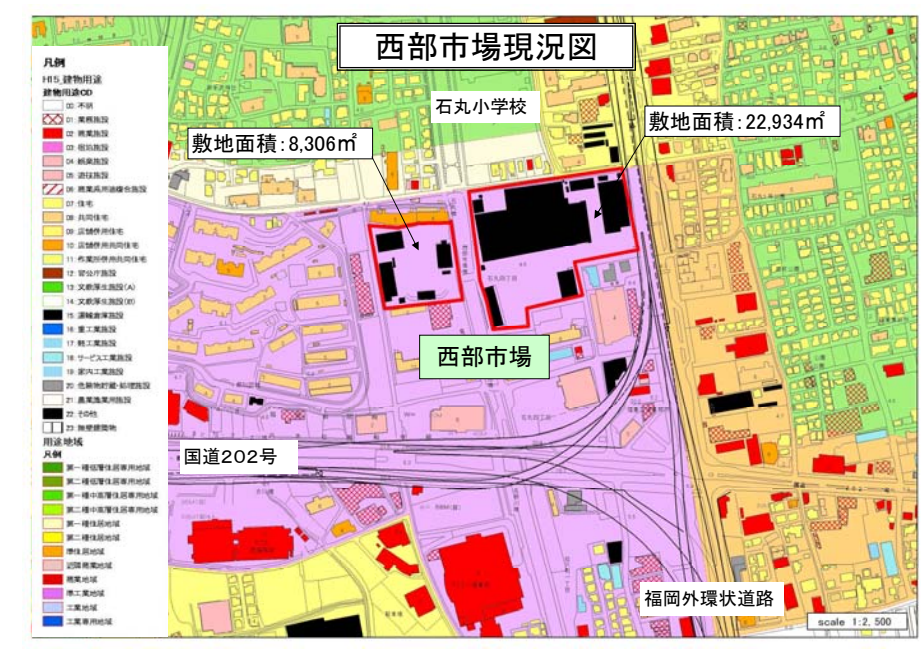 西部市場現況図
石丸小学校
敷地面積:8,306㎡
敷地面積:22,934㎡
西部市場
国道202号
福岡外環状道路
scale 1:2,500
凡例
H15_建物用途
建物用途CD
00 不明
01 業務施設
02 商業施設
03 宿泊施設
04 娯楽施設
05 遊技施設
06 商業系用途複合施設
07 住宅
08 共同住宅
09 店舗併用住宅
10 店舗併用共同住宅
11 作業所併用共同住宅
12 官公庁施設
13 文教厚生施設(A)
14 文教厚生施設(B)
15 運輸倉庫施設
16 重工業施設
17 軽工業施設
18 サービス工業施設
19 家内工業施設
20 危険物貯蔵・処理施設
21 農業漁業用施設
22 その他
23 無壁建築物
用途地域
凡例
第一種低層住居専用地域
第二種低層住居専用地域
第一種中高層住居専用地域
第二種中高層住居専用地域
第一種住居地域
第二種住居地域
準住居地域
近隣商業地域
商業地域
準工業地域
工業地域
工業専用地域
石丸四丁目
石丸四丁目